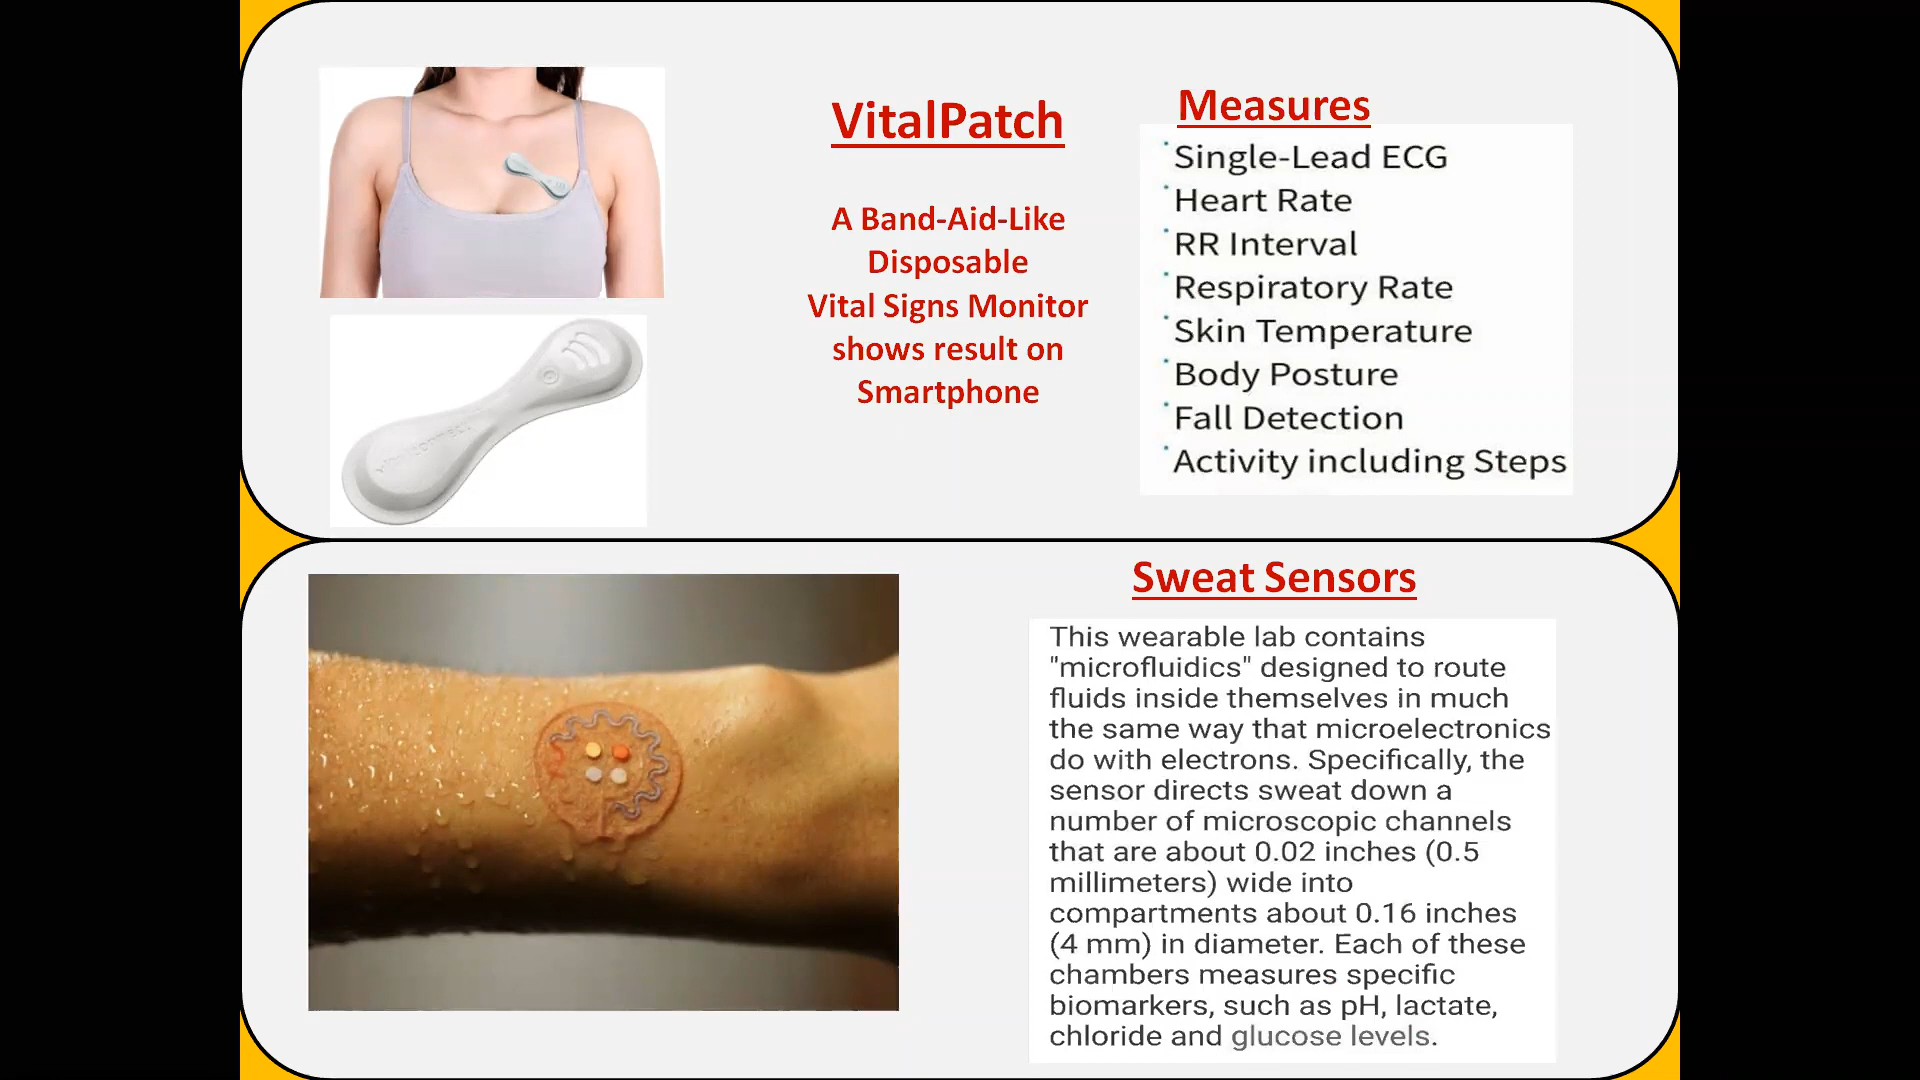 VitalPatch
A Band-Aid-Like
Disposable
Vital Signs Monitor
shows result on
Smartphone
Measures
Single-Lead ECG
Heart Rate
RR Interval
Respiratory Rate
Skin Temperature
Body Posture
Fall Detection
Activity including Steps
Sweat Sensors
This wearable lab contains
"microfluidics" designed to route
fluids inside themselves in much
the same way that microelectronics
do with electrons. Specifically, the
sensor directs sweat down a
number of microscopic channels
that are about 0.02 inches (0.5
millimeters) wide into
compartments about 0.16 inches
(4 mm) in diameter. Each of these
chambers measures specific
biomarkers, such as pH, lactate,
chloride and glucose levels.